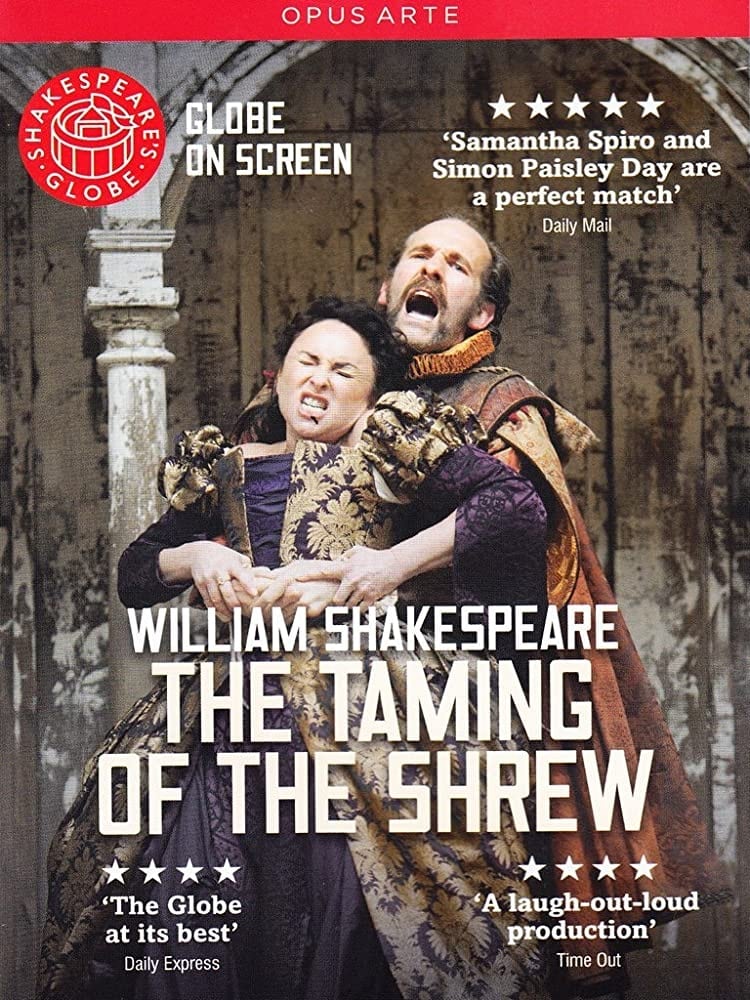 OPUS ARTE
SHAKESPEARE'S
GLOBE
GLOBE
ON SCREEN
★★★★★
‘Samantha Spiro and
Simon Paisley Day are
a perfect match’
Daily Mail
WILLIAM SHAKESPEARE
THE TAMING
OF THE SHREW
★★★★
‘The Globe
at its best’
Daily Express
★★★★
‘A laugh-out-loud
production’
Time Out